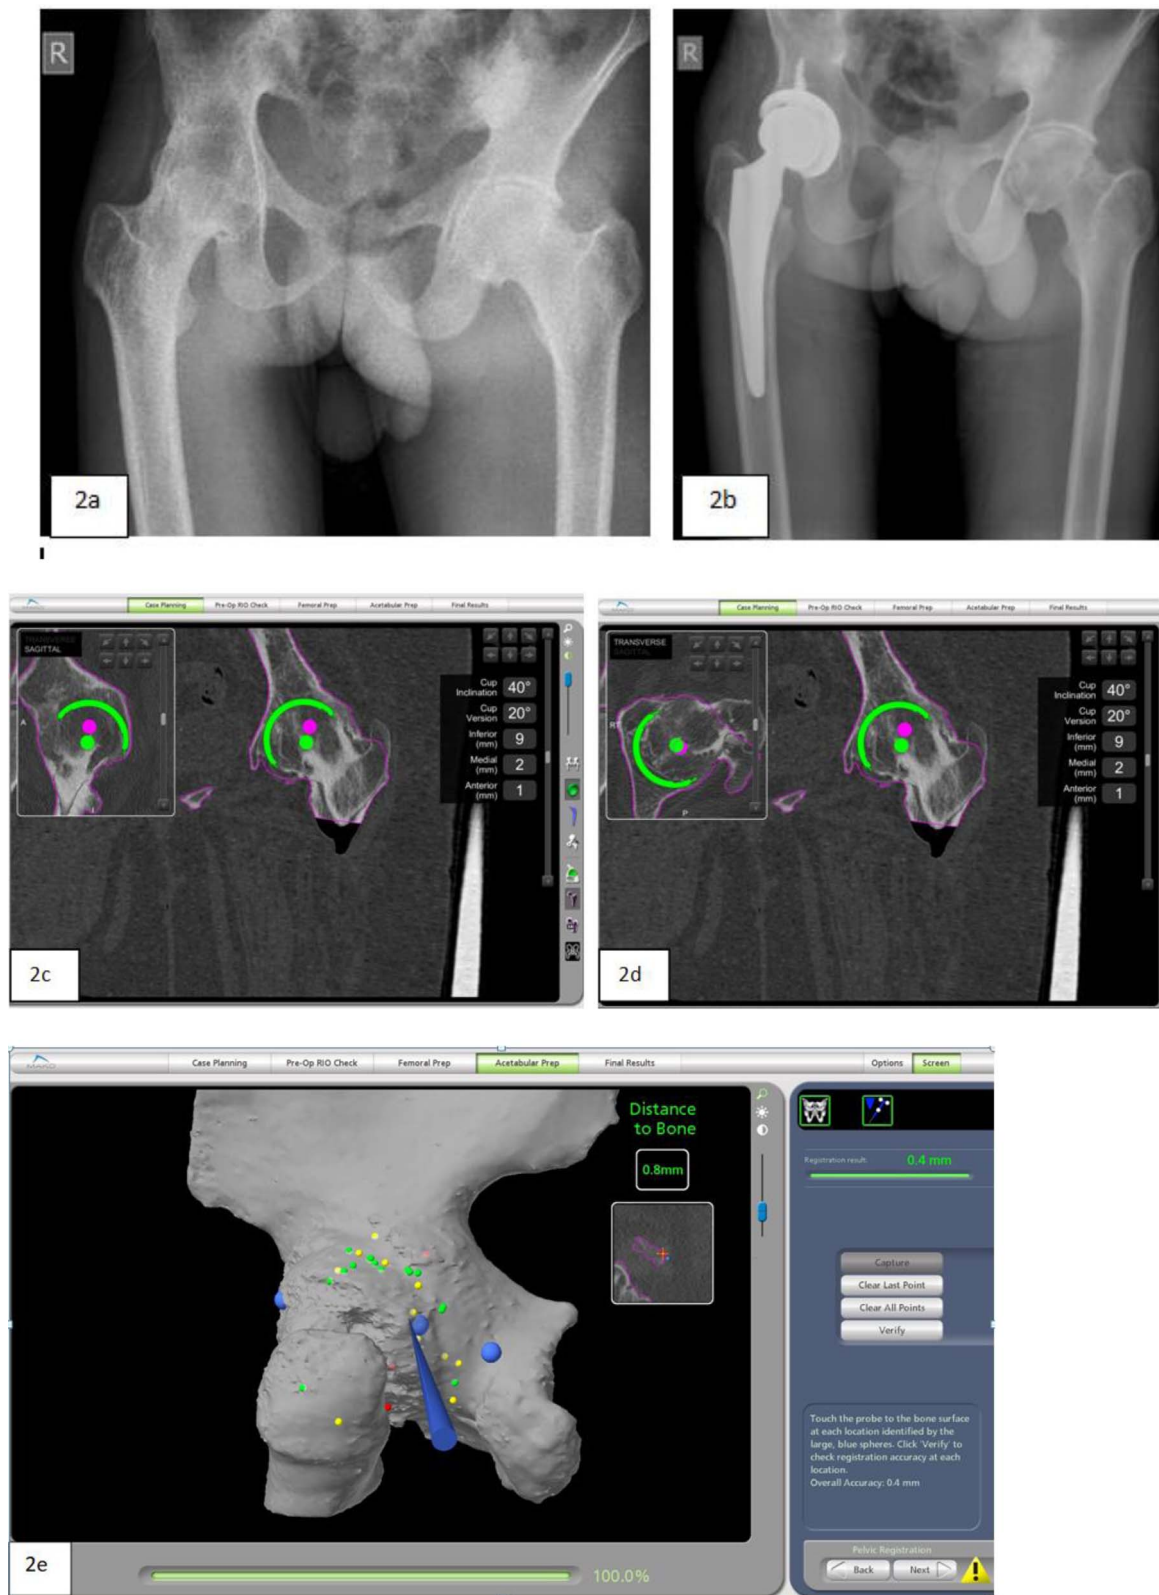 R
R
2a
2b
MAKO
Case Planning
Pre-Op RIO Check
Femoral Prep
Acetabular Prep
Final Results
TRANSVERSE
SAGITTAL
A
Cup
Inclination 40°
Cup
Version 20°
Inferior
(mm) 9
Medial
(mm) 2
Anterior
(mm) 1
2c
Case Planning
Pre-Op RIO Check
Femoral Prep
Acetabular Prep
Final Results
TRANSVERSE
SAGITTAL
RT
P
Cup
Inclination 40°
Cup
Version 20°
Inferior
(mm) 9
Medial
(mm) 2
Anterior
(mm) 1
2d
MAKO
Case Planning
Pre-Op RIO Check
Femoral Prep
Acetabular Prep
Final Results
Options
Screen
Distance
to Bone
0.8mm
Registration result: 0.4 mm
Capture
Clear Last Point
Clear All Points
Verify
Touch the probe to the bone surface
at each location identified by the
large, blue spheres. Click 'Verify' to
check registration accuracy at each
location.
Overall Accuracy: 0.4 mm
Pelvic Registration
Back
Next
2e
100.0%